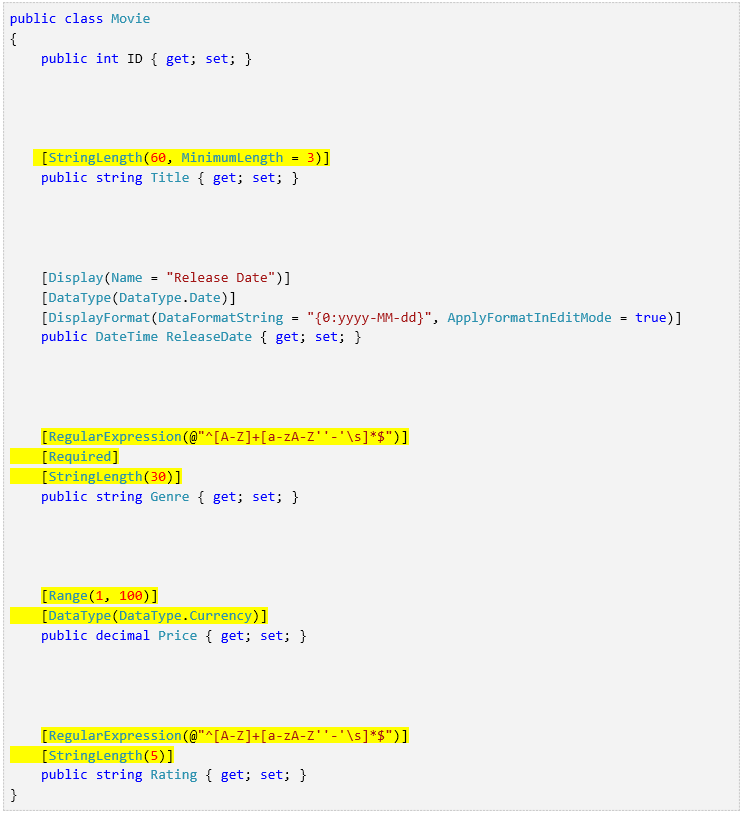 public class Movie
{
    public int ID { get; set; }
    [StringLength(60, MinimumLength = 3)]
    public string Title { get; set; }
    [Display(Name = "Release Date")]
    [DataType(DataType.Date)]
    [DisplayFormat(DataFormatString = "{0:yyyy-MM-dd}", ApplyFormatInEditMode = true)]
    public DateTime ReleaseDate { get; set; }
    [RegularExpression(@"^[A-Z]+[a-zA-Z''-'\s]*$")]
    [Required]
    [StringLength(30)]
    public string Genre { get; set; }
    [Range(1, 100)]
    [DataType(DataType.Currency)]
    public decimal Price { get; set; }
    [RegularExpression(@"^[A-Z]+[a-zA-Z''-'\s]*$")]
    [StringLength(5)]
    public string Rating { get; set; }
}